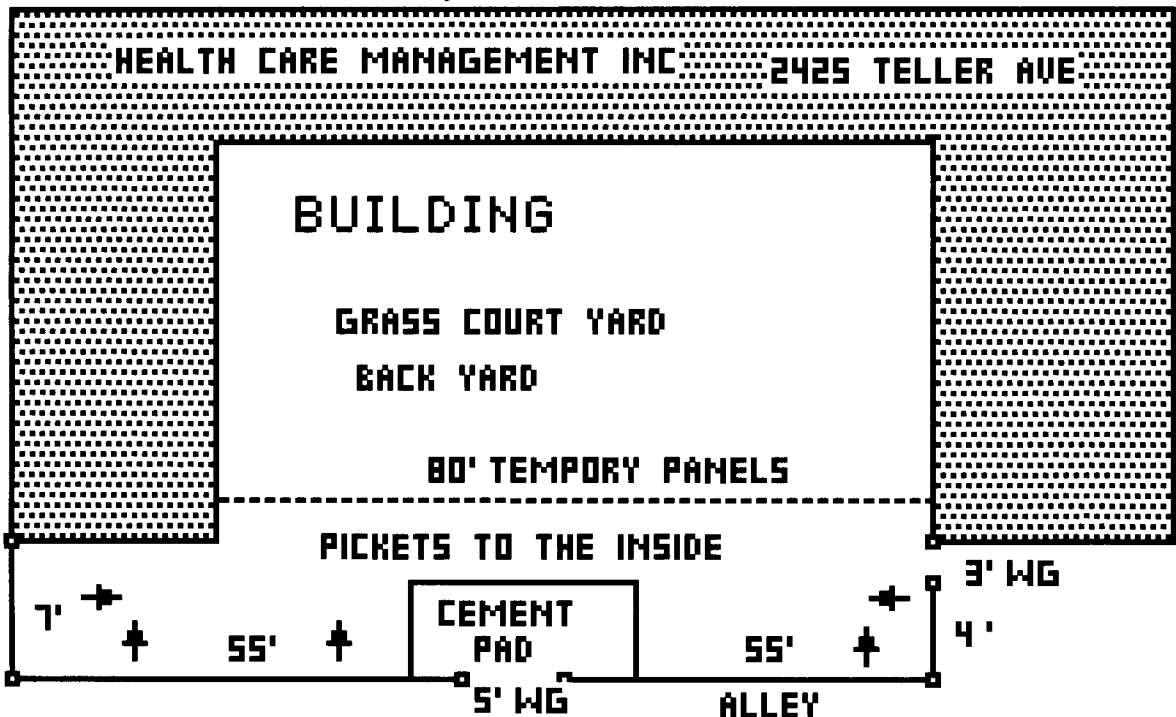 HEALTH CARE MANAGEMENT INC 2425 TELLER AVE
BUILDING
GRASS COURT YARD
BACK YARD
80' TEMPORY PANELS
PICKETS TO THE INSIDE
3' WG
7'
55'
CEMENT
PAD
55'
4'
5' WG
ALLEY